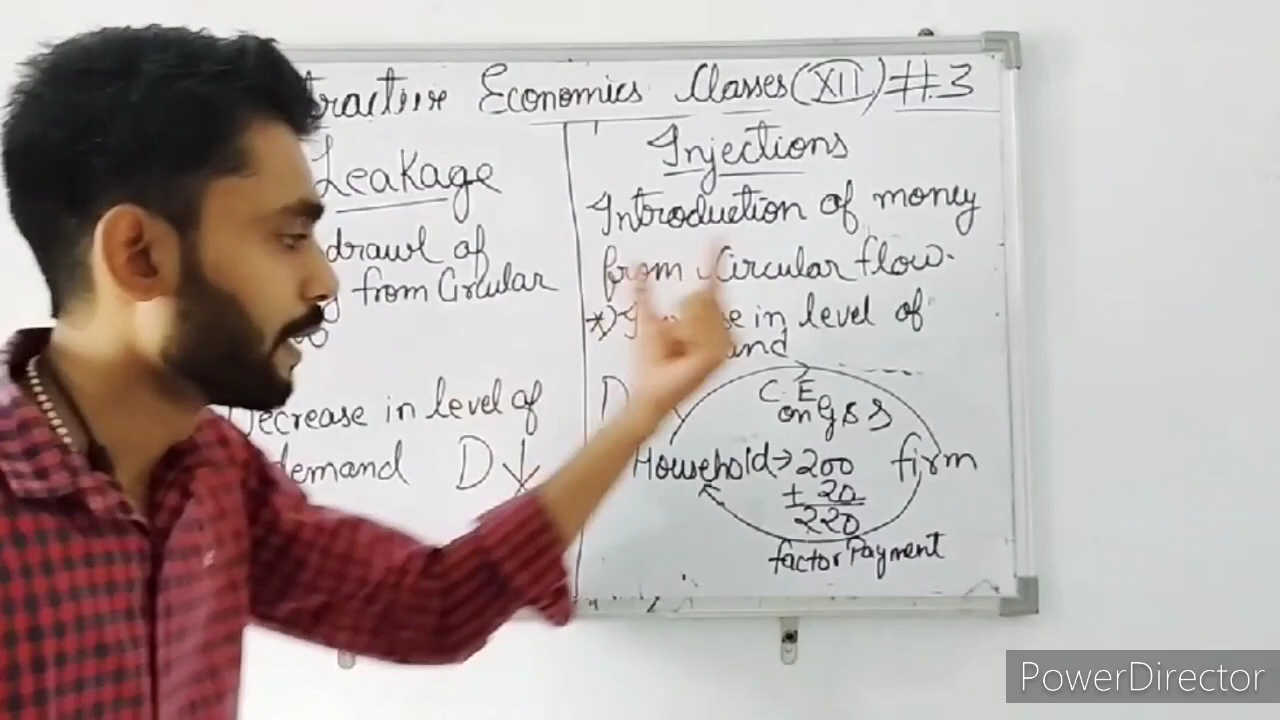 Economics Classes (XII) #3
Leakage
drawl of
from Circular
Decrease in level of
demand D↓
Injections
Introduction of money
from Circular flow.
in level of
C.E
on G & S
Household → 200 firm
+ 20
220
factor Payment
PowerDirector